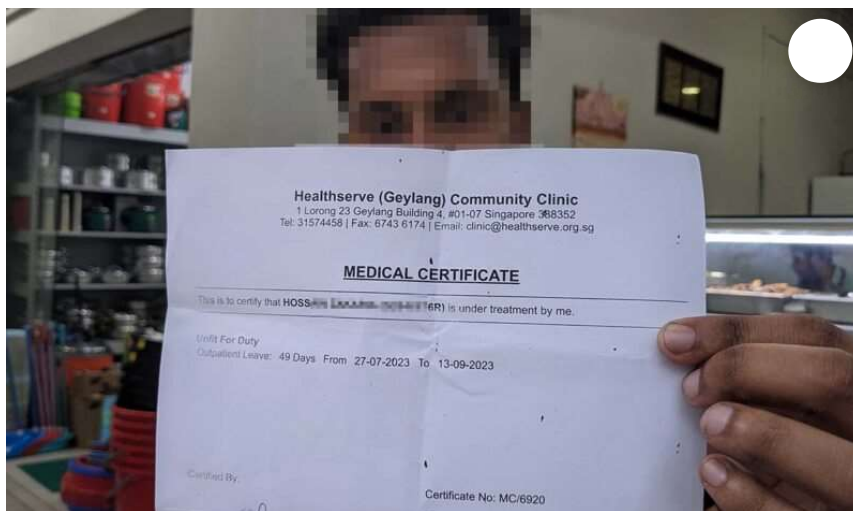 Healthserve (Geylang) Community Clinic
1 Lorong 23 Geylang Building 4, #01-07 Singapore 388352
Tel: 31574458 | Fax: 6743 6174 | Email: clinic@healthserve.org.sg
MEDICAL CERTIFICATE
This is to certify that HOSS 6R) is under treatment by me.
Unfit For Duty
Outpatient Leave: 49 Days From 27-07-2023 To 13-09-2023
Certified By
Certificate No: MC/6920